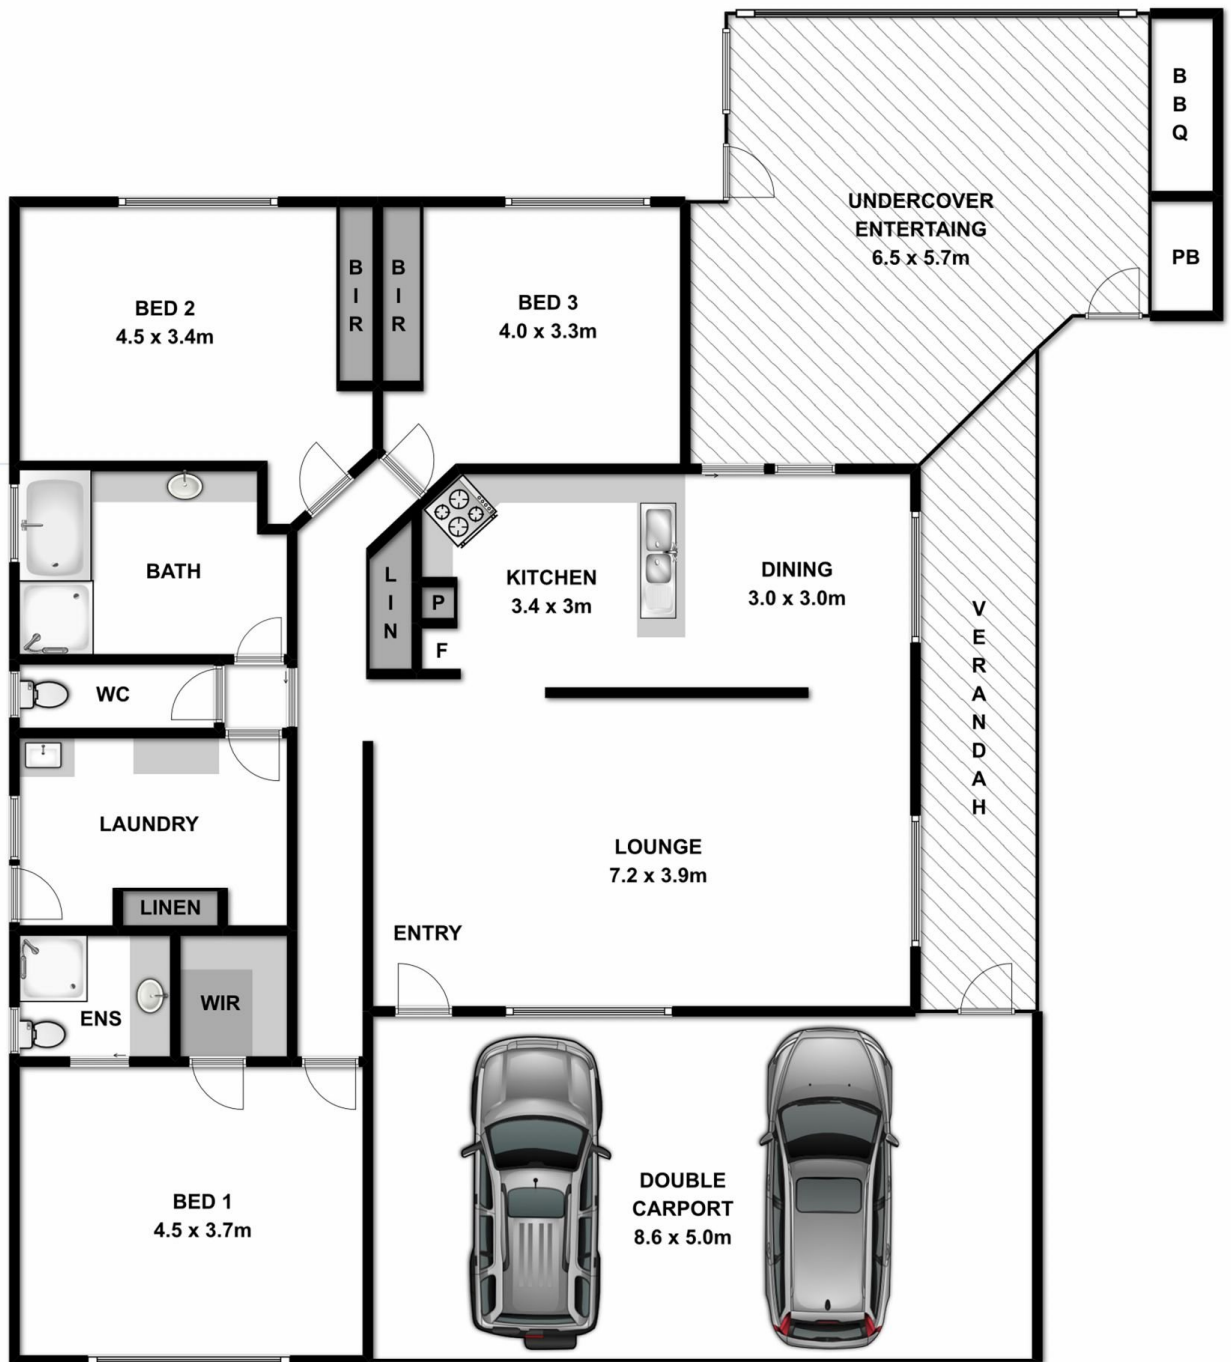 B
B
Q
UNDERCOVER
ENTERTAING
6.5 x 5.7m
PB
BED 2
4.5 x 3.4m
B
I
R
B
I
R
BED 3
4.0 x 3.3m
BATH
L
I
N
KITCHEN
3.4 x 3m
P
F
DINING
3.0 x 3.0m
V
E
R
A
N
D
A
H
WC
LAUNDRY
LINEN
LOUNGE
7.2 x 3.9m
ENTRY
ENS
WIR
BED 1
4.5 x 3.7m
DOUBLE
CARPORT
8.6 x 5.0m